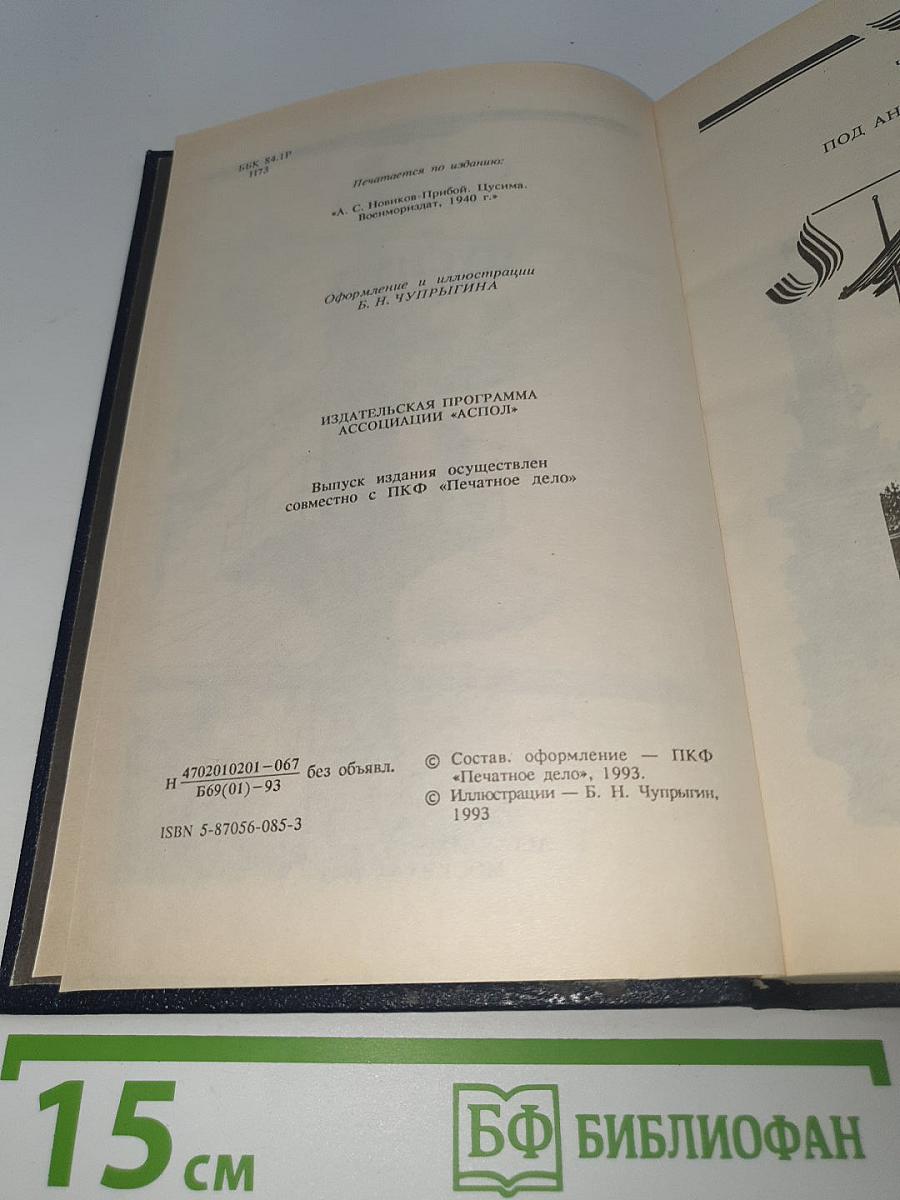 ББК 84.1Р
Н73
Печатается по изданию:
«А. С. Новиков-Прибой. Цусима.
Военмориздат, 1940 г.»
Оформление и иллюстрации
Б. Н. ЧУПРЫГИНА
ИЗДАТЕЛЬСКАЯ ПРОГРАММА
АССОЦИАЦИИ «АСПОЛ»
Выпуск издания осуществлен
совместно с ПКФ «Печатное дело»
Н 4702010201-067 без объявл.
Б69(01)-93
ISBN 5-87056-085-3
© Состав. оформление — ПКФ
«Печатное дело», 1993.
© Иллюстрации — Б. Н. Чупрыгин,
1993
ПОД АН
15 см
БФ БИБЛИОФАН